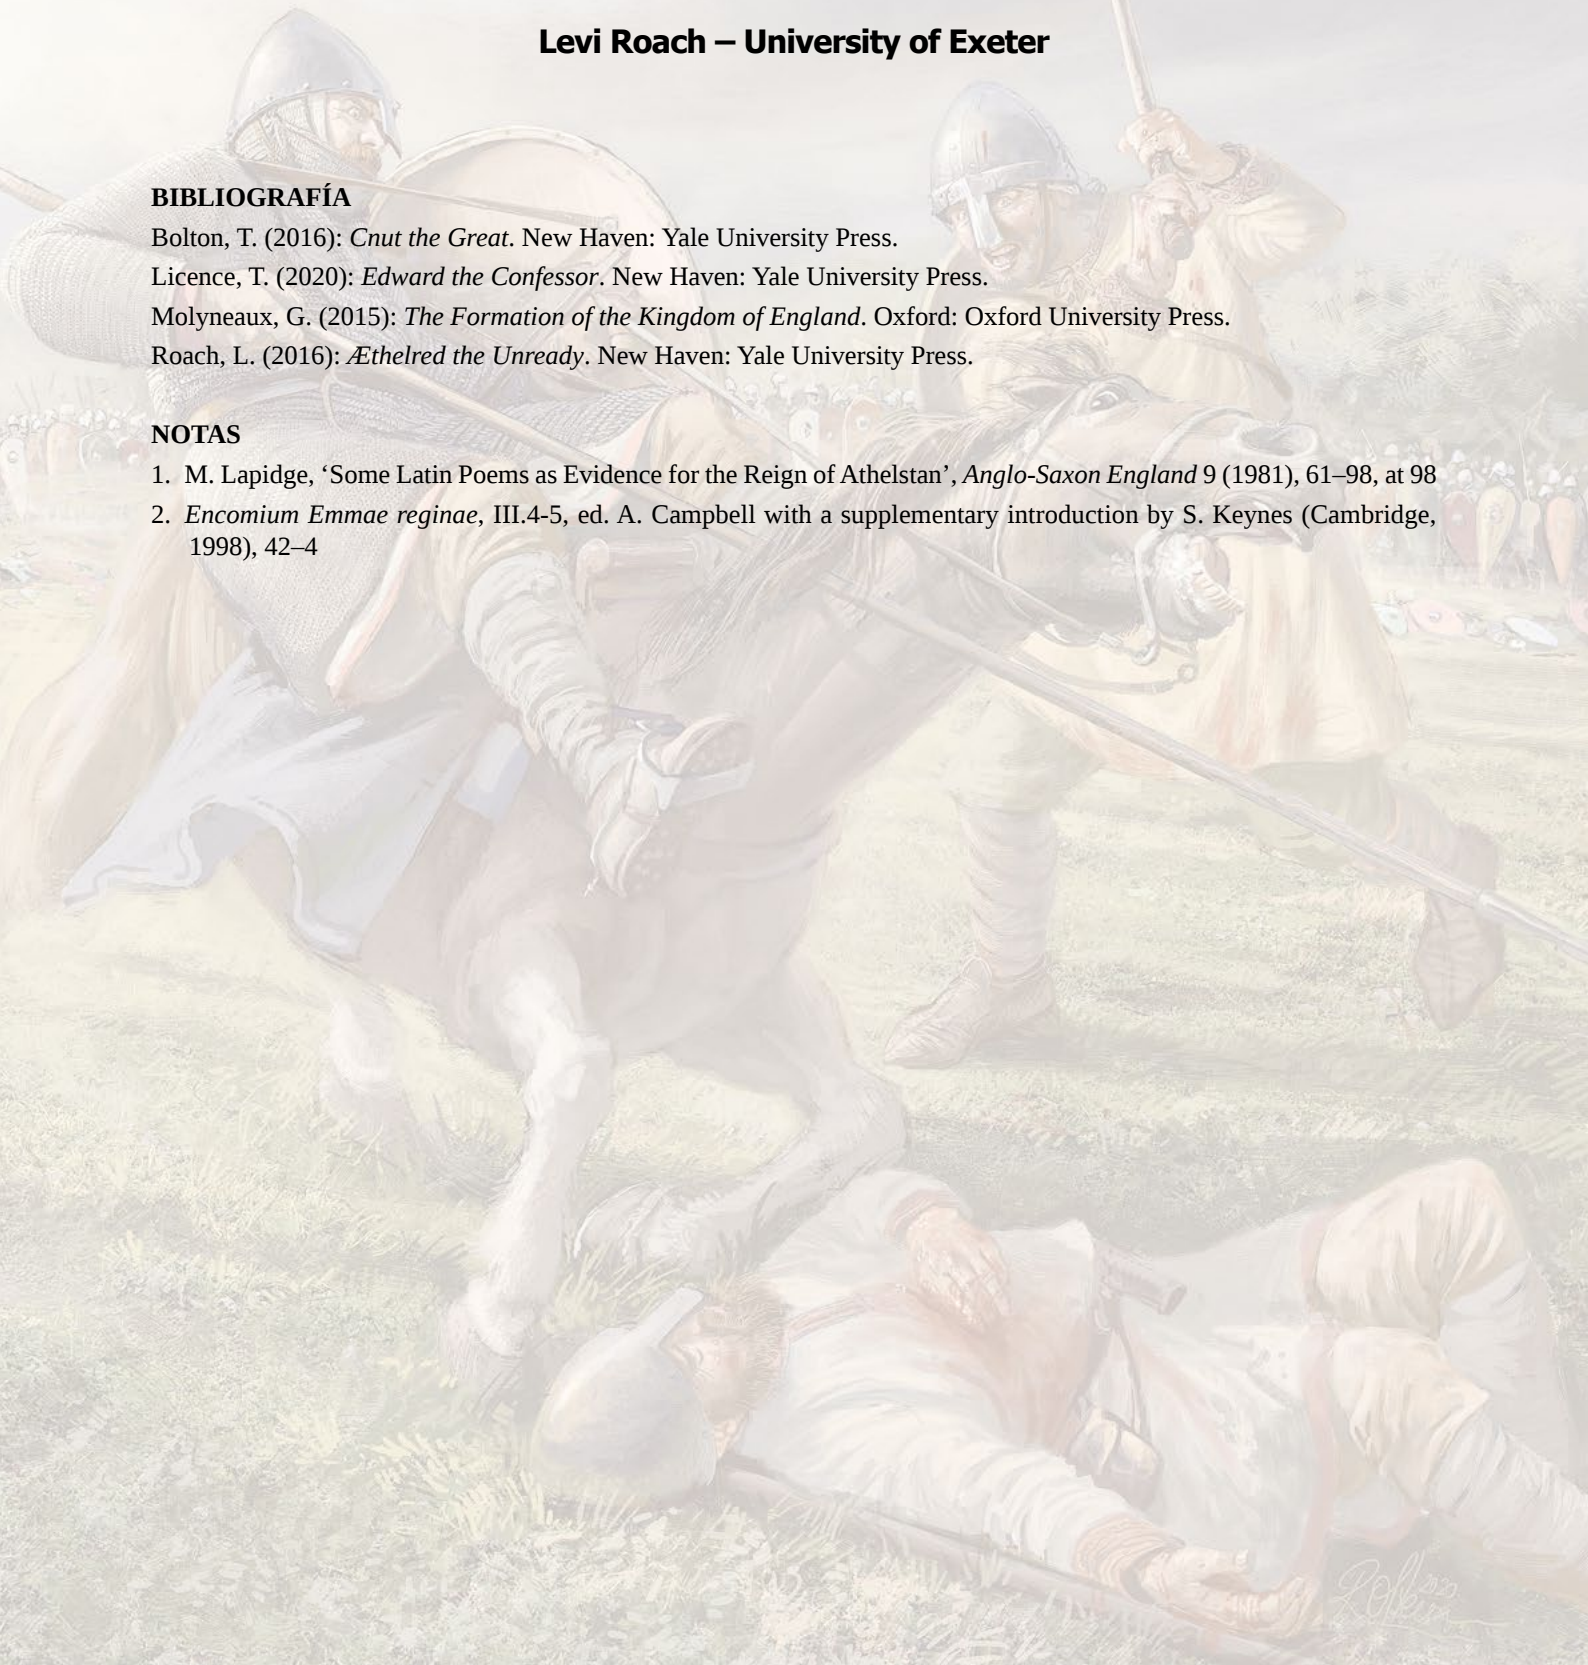 Levi Roach – University of Exeter
BIBLIOGRAFÍA
Bolton, T. (2016): Cnut the Great. New Haven: Yale University Press.
Licence, T. (2020): Edward the Confessor. New Haven: Yale University Press.
Molyneaux, G. (2015): The Formation of the Kingdom of England. Oxford: Oxford University Press.
Roach, L. (2016): Æthelred the Unready. New Haven: Yale University Press.
NOTAS
1. M. Lapidge, ‘Some Latin Poems as Evidence for the Reign of Athelstan’, Anglo-Saxon England 9 (1981), 61–98, at 98
2. Encomium Emmae reginae, III.4-5, ed. A. Campbell with a supplementary introduction by S. Keynes (Cambridge,
1998), 42–4